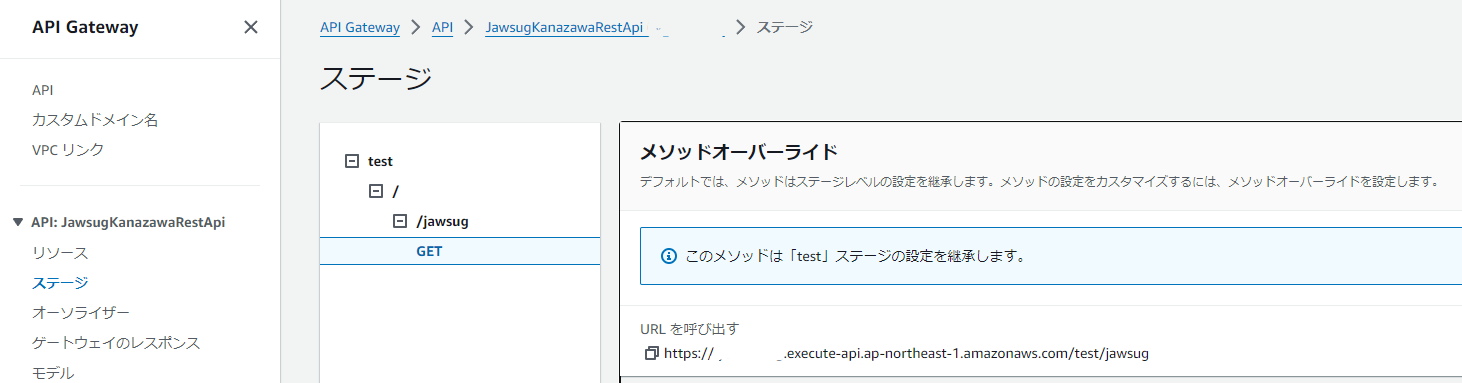 API Gateway
API
カスタムドメイン名
VPC リンク
API: JawsugKanazawaRestApi
リソース
ステージ
オーソライザー
ゲートウェイのレスポンス
モデル
API Gateway > API > JawsugKanazawaRestApi > ステージ
ステージ
test
/
/jawsug
GET
メソッドオーバーライド
デフォルトでは、メソッドはステージレベルの設定を継承します。メソッドの設定をカスタマイズするには、メソッドオーバーライドを設定します。
このメソッドは「test」ステージの設定を継承します。
URL を呼び出す
https:// .execute-api.ap-northeast-1.amazonaws.com/test/jawsug